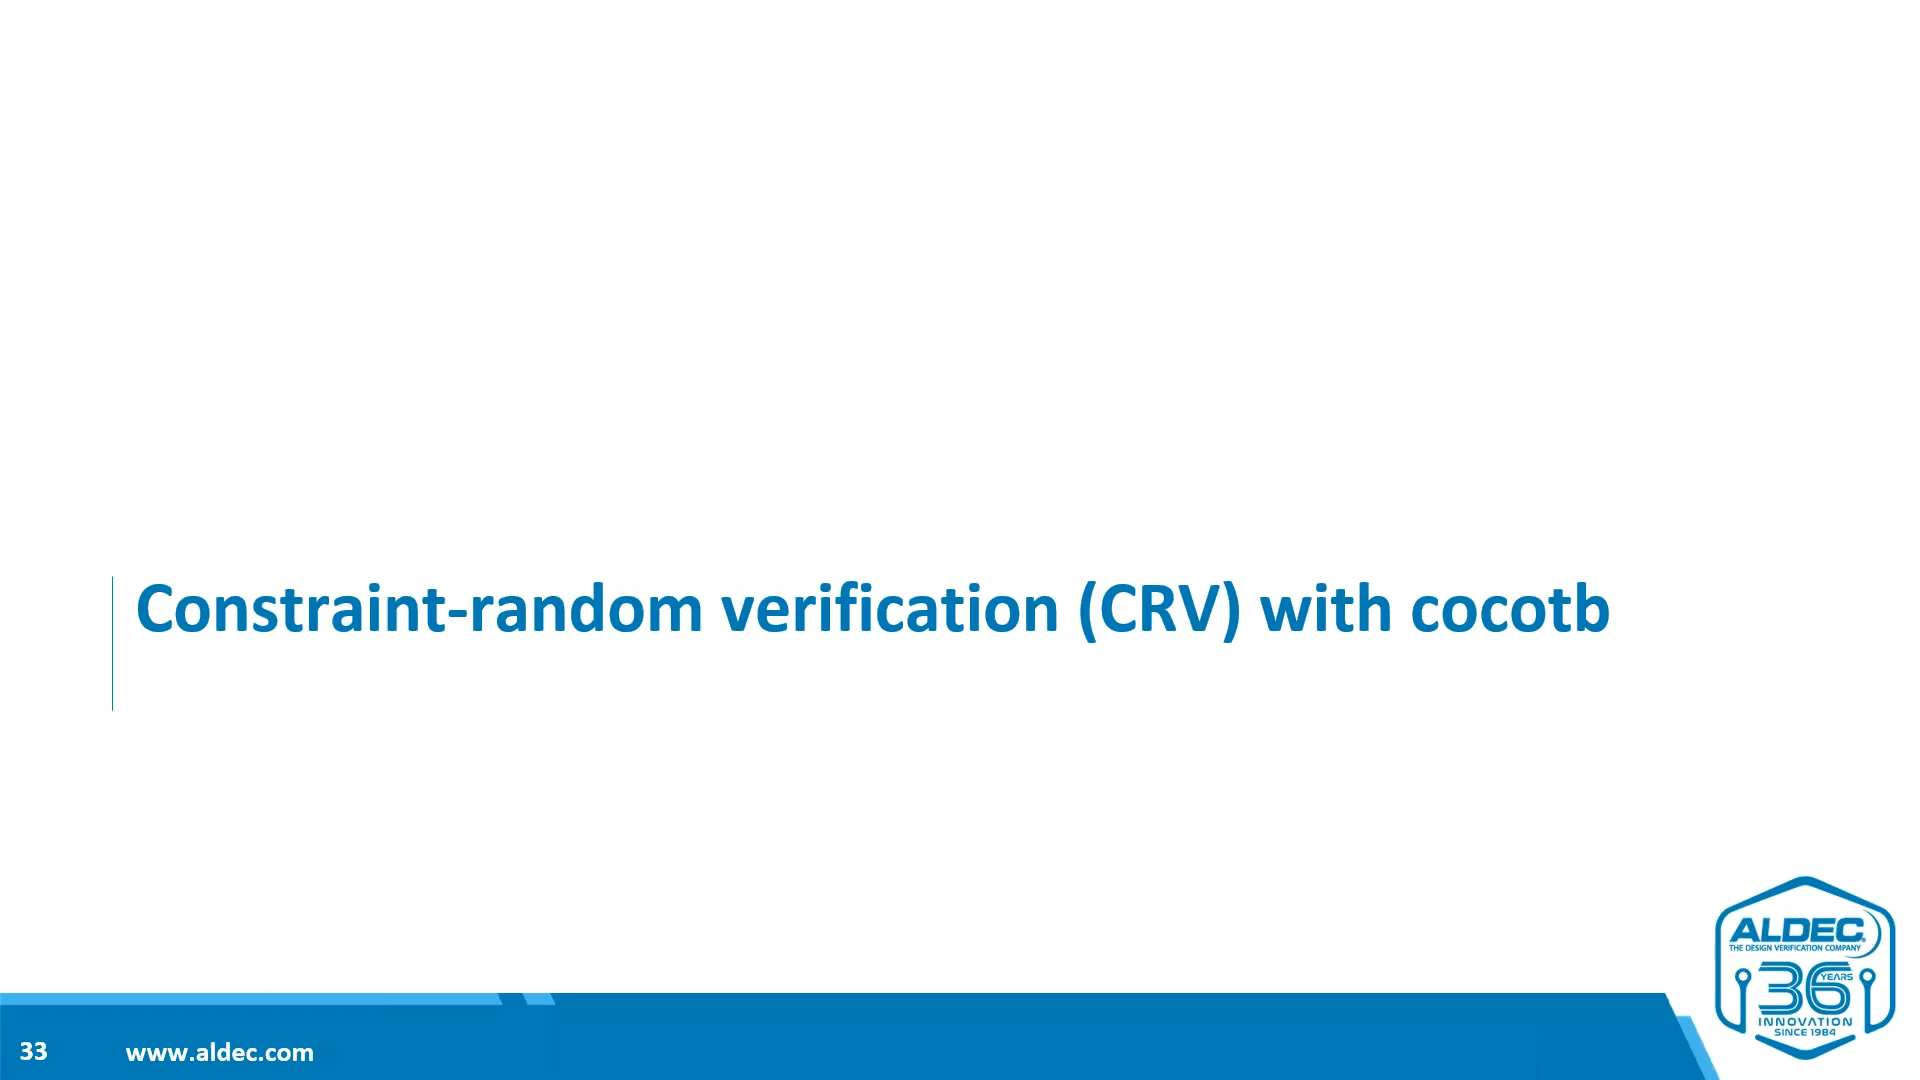 Constraint-random verification (CRV) with cocotb
ALDEC
THE DESIGN VERIFICATION COMPANY
36 YEARS
INNOVATION
SINCE 1984
33 www.aldec.com